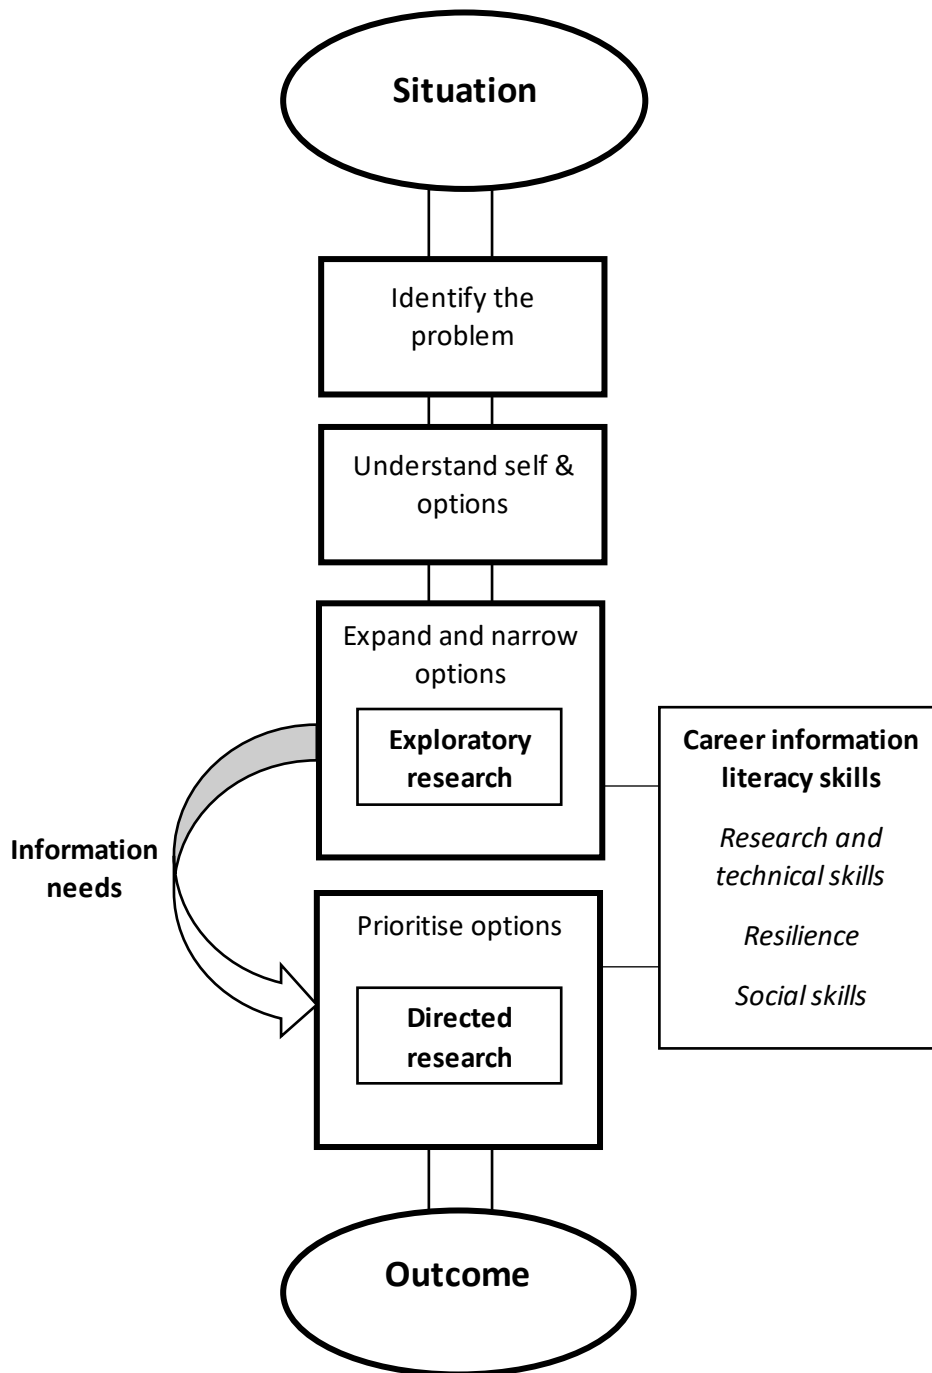 Situation
Identify the
problem
Understand self &
options
Expand and narrow
options
Exploratory
research
Career information
literacy skills
Research and
technical skills
Resilience
Social skills
Information
needs
Prioritise options
Directed
research
Outcome